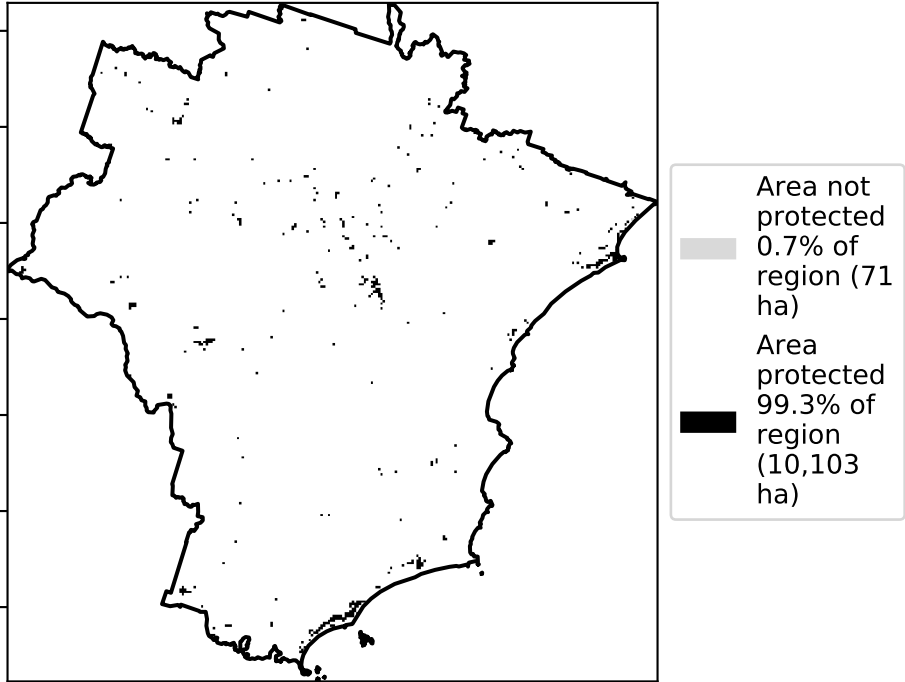 Area not
protected
0.7% of
region (71
ha)
Area
protected
99.3% of
region
(10,103
ha)